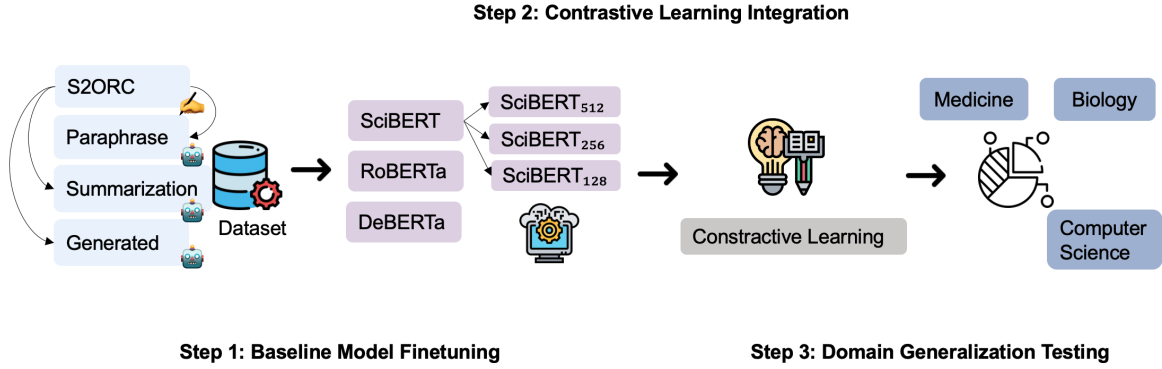 Step 2: Contrastive Learning Integration
S2ORC
Paraphrase
Summarization
Generated
Dataset
SciBERT
RoBERTa
DeBERTa
SciBERT₅₁₂
SciBERT₂₅₆
SciBERT₁₂₈
Constractive Learning
Medicine
Biology
Computer
Science
Step 1: Baseline Model Finetuning
Step 3: Domain Generalization Testing